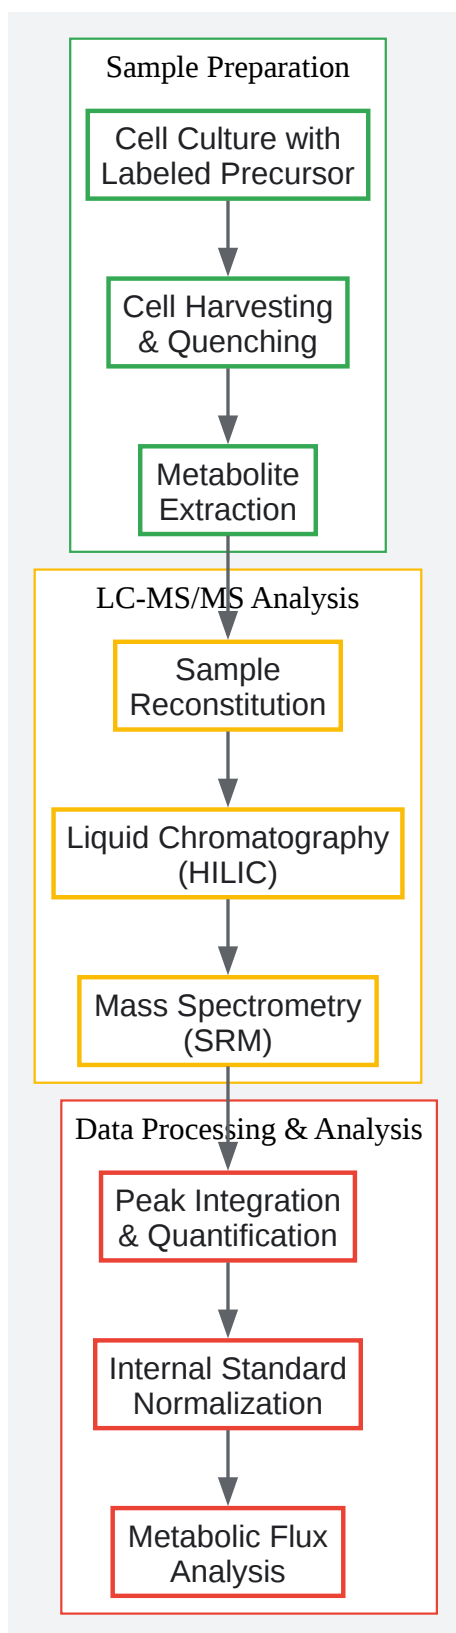 Sample Preparation
Cell Culture with
Labeled Precursor
Cell Harvesting
& Quenching
Metabolite
Extraction
LC-MS/MS Analysis
Sample
Reconstitution
Liquid Chromatography
(HILIC)
Mass Spectrometry
(SRM)
Data Processing & Analysis
Peak Integration
& Quantification
Internal Standard
Normalization
Metabolic Flux
Analysis